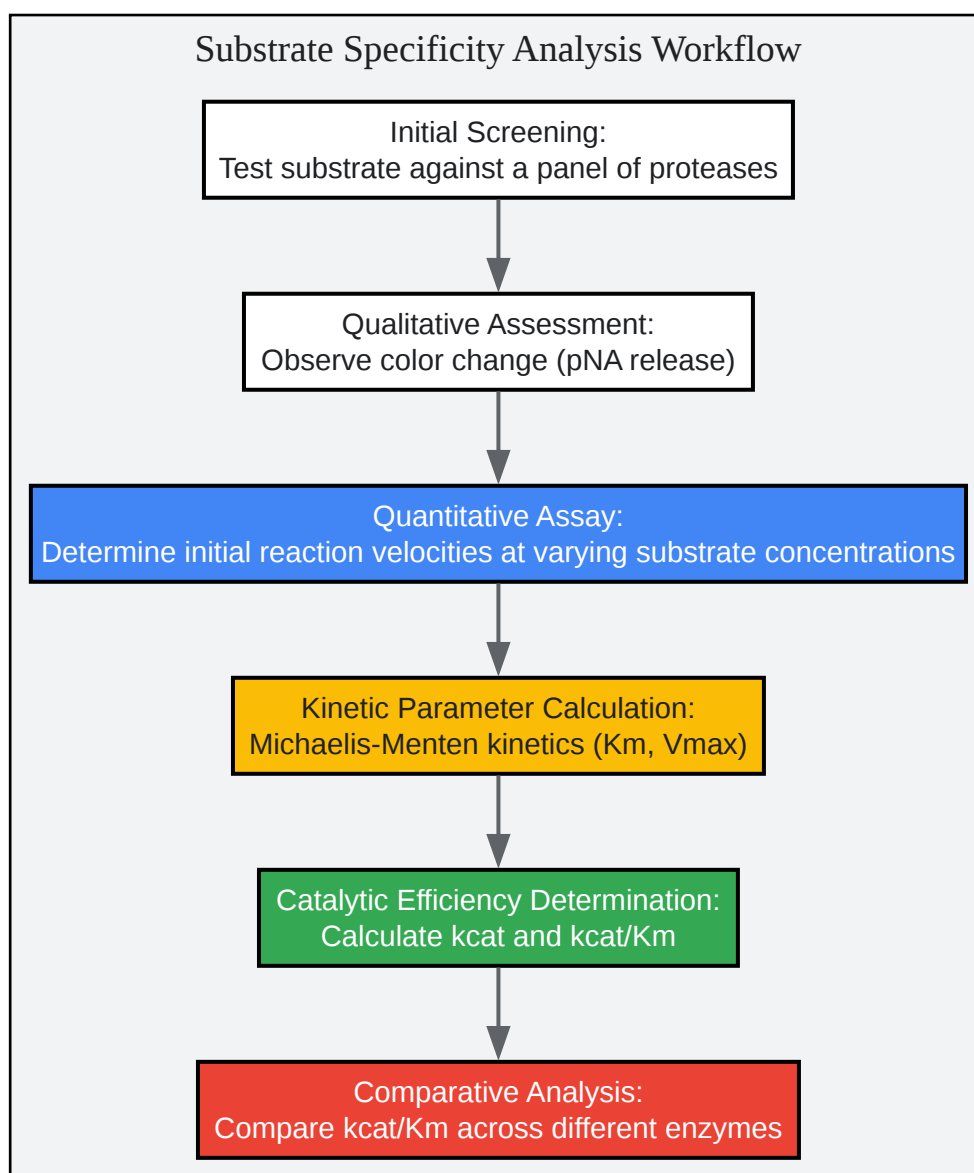 Substrate Specificity Analysis Workflow
Initial Screening:
Test substrate against a panel of proteases
Qualitative Assessment:
Observe color change (pNA release)
Quantitative Assay:
Determine initial reaction velocities at varying substrate concentrations
Kinetic Parameter Calculation:
Michaelis-Menten kinetics (Km, Vmax)
Catalytic Efficiency Determination:
Calculate kcat and kcat/Km
Comparative Analysis:
Compare kcat/Km across different enzymes